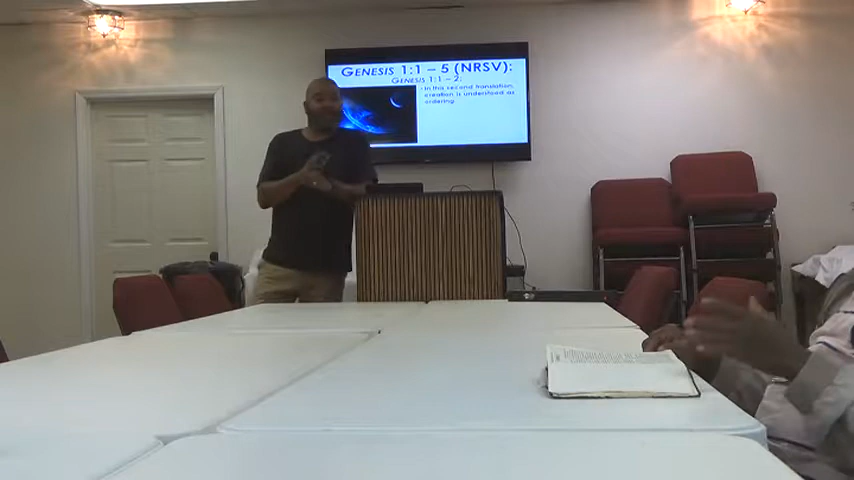 GENESIS 1:1 – 5 (NRSV):
GENESIS 1:1 – 2:
• In this second translation,
creation is understood as
ordering.